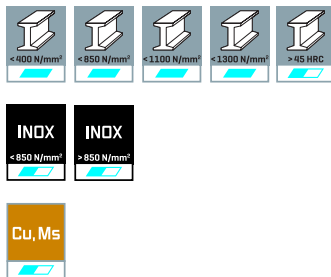 <400 N/mm² <850 N/mm² <1100 N/mm² <1300 N/mm² >45 HRC
INOX INOX
<850 N/mm² >850 N/mm²
Cu, Ms